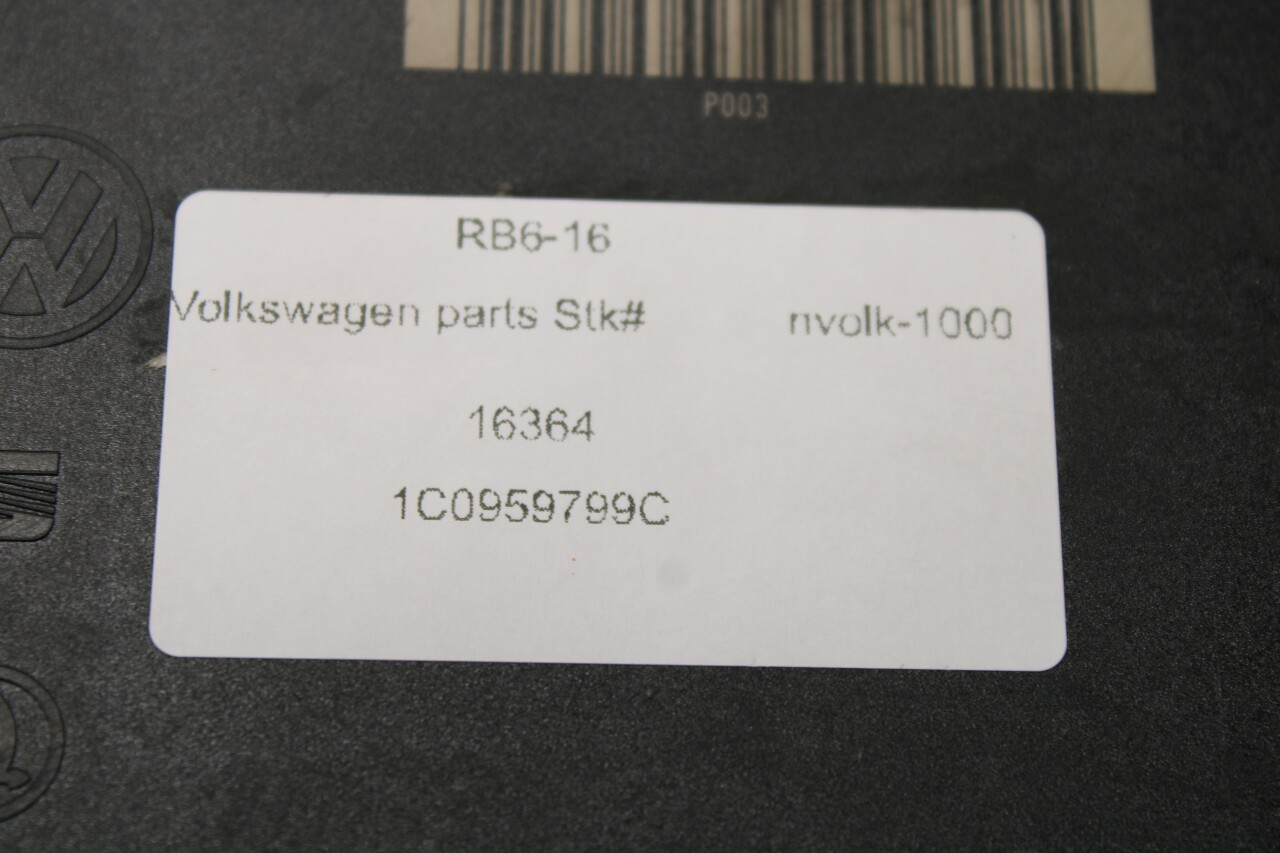 P003
RB6-16
Volkswagen parts Stk# nvolk-1000
16364
1C0959799C